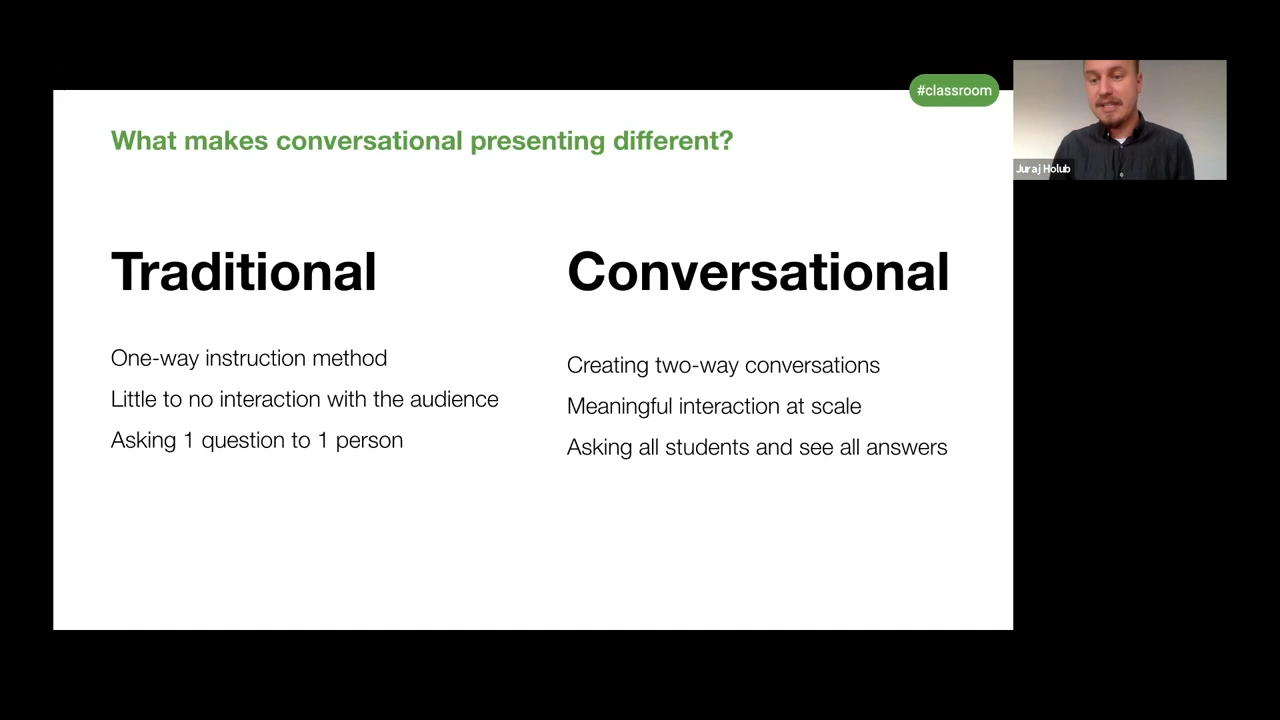 #classroom
What makes conversational presenting different?
Traditional
One-way instruction method
Little to no interaction with the audience
Asking 1 question to 1 person
Conversational
Creating two-way conversations
Meaningful interaction at scale
Asking all students and see all answers
Juraj Holub